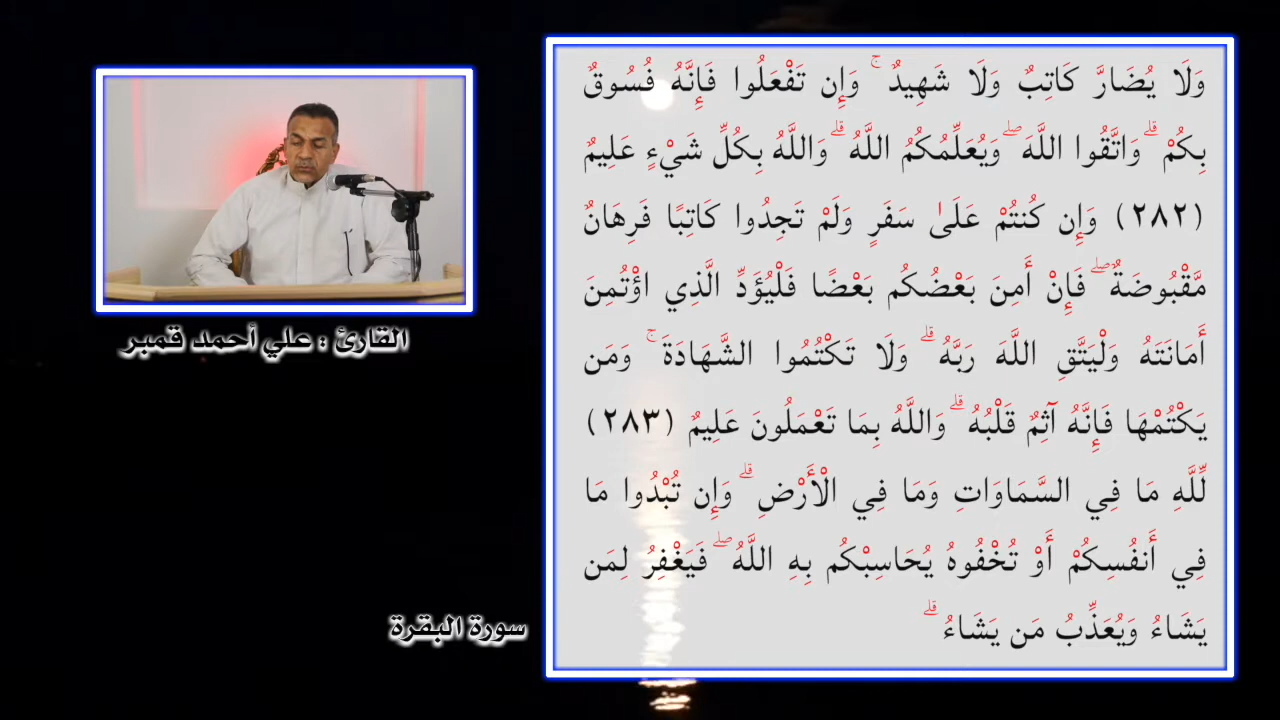 وَلَا يُضَارَّ كَاتِبٌ وَلَا شَهِيدٌ ۚ وَإِن تَفْعَلُوا فَإِنَّهُ فُسُوقٌ
بِكُمْ ۗ وَاتَّقُوا اللَّهَ ۖ وَيُعَلِّمُكُمُ اللَّهُ ۗ وَاللَّهُ بِكُلِّ شَيْءٍ عَلِيمٌ
(٢٨٢) وَإِن كُنتُمْ عَلَىٰ سَفَرٍ وَلَمْ تَجِدُوا كَاتِبًا فَرِهَانٌ
مَّقْبُوضَةٌ ۖ فَإِنْ أَمِنَ بَعْضُكُم بَعْضًا فَلْيُؤَدِّ الَّذِي اؤْتُمِنَ
أَمَانَتَهُ وَلْيَتَّقِ اللَّهَ رَبَّهُ ۗ وَلَا تَكْتُمُوا الشَّهَادَةَ ۚ وَمَن
يَكْتُمْهَا فَإِنَّهُ آثِمٌ قَلْبُهُ ۗ وَاللَّهُ بِمَا تَعْمَلُونَ عَلِيمٌ (٢٨٣)
لِّلَّهِ مَا فِي السَّمَاوَاتِ وَمَا فِي الْأَرْضِ ۗ وَإِن تُبْدُوا مَا
فِي أَنفُسِكُمْ أَوْ تُخْفُوهُ يُحَاسِبْكُم بِهِ اللَّهُ ۖ فَيَغْفِرُ لِمَن
يَشَاءُ وَيُعَذِّبُ مَن يَشَاءُ ۗ
القارئ : علي أحمد قمبر
سورة البقرة